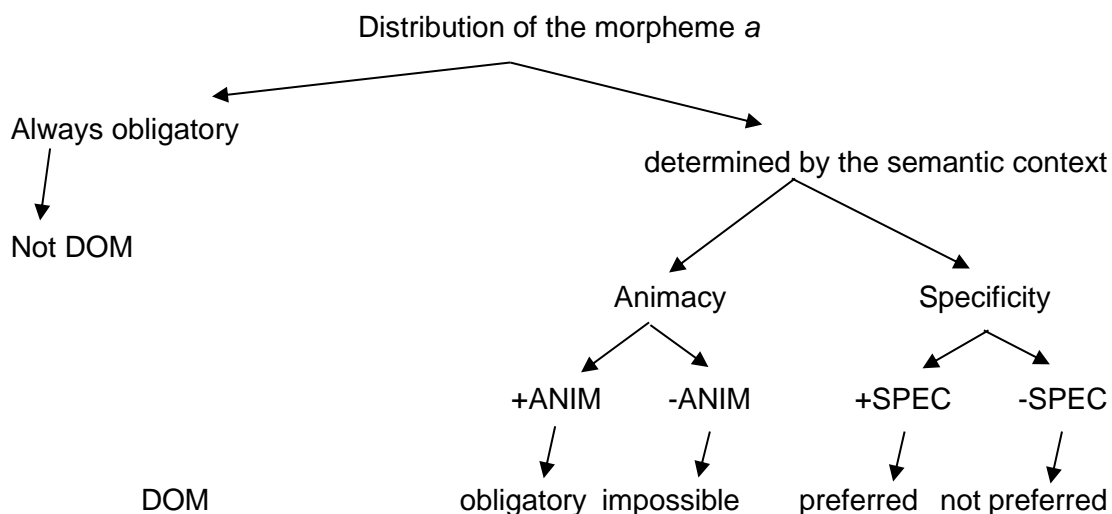 Distribution of the morpheme a
Always obligatory
determined by the semantic context
Not DOM
Animacy Specificity
+ANIM -ANIM +SPEC -SPEC
DOM obligatory impossible preferred not preferred